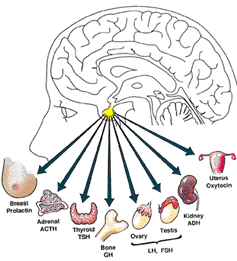 Breast
Prolactin
Adrenal
ACTH
Thyroid
TSH
Bone
GH
Ovary
Testis
LH, FSH
Kidney
ADH
Uterus
Oxytocin